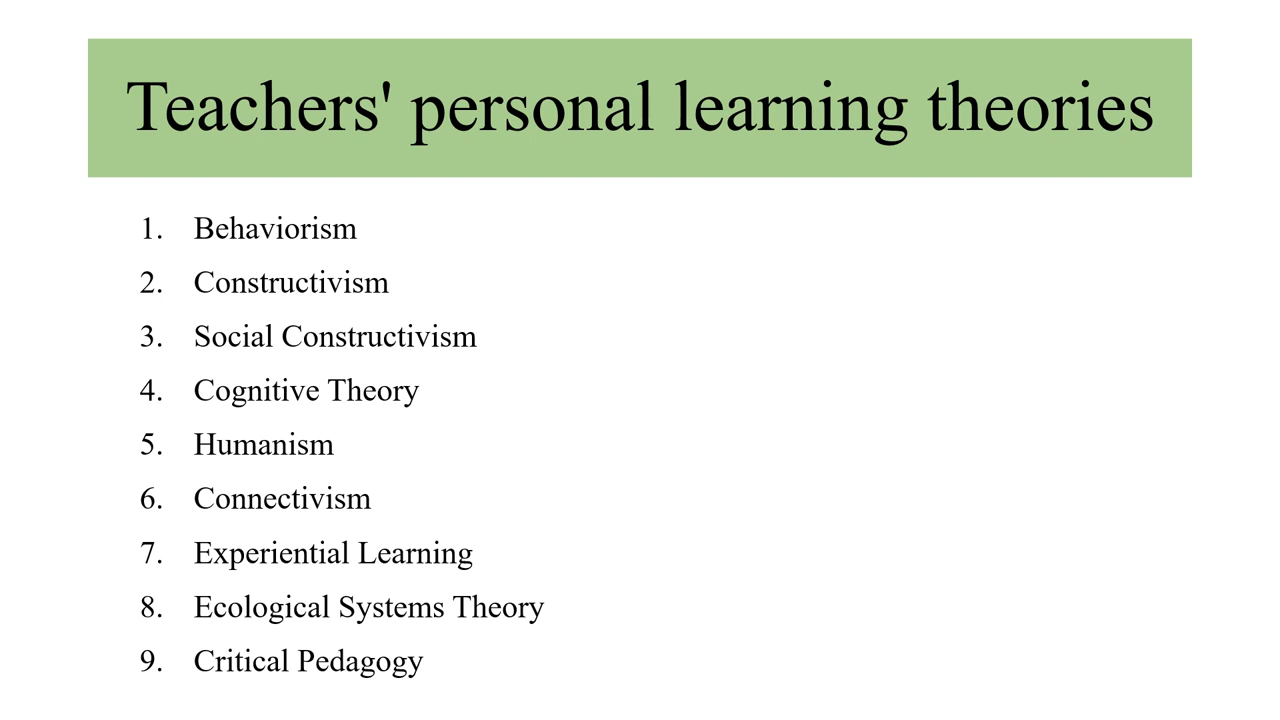 Teachers' personal learning theories
1. Behaviorism
2. Constructivism
3. Social Constructivism
4. Cognitive Theory
5. Humanism
6. Connectivism
7. Experiential Learning
8. Ecological Systems Theory
9. Critical Pedagogy